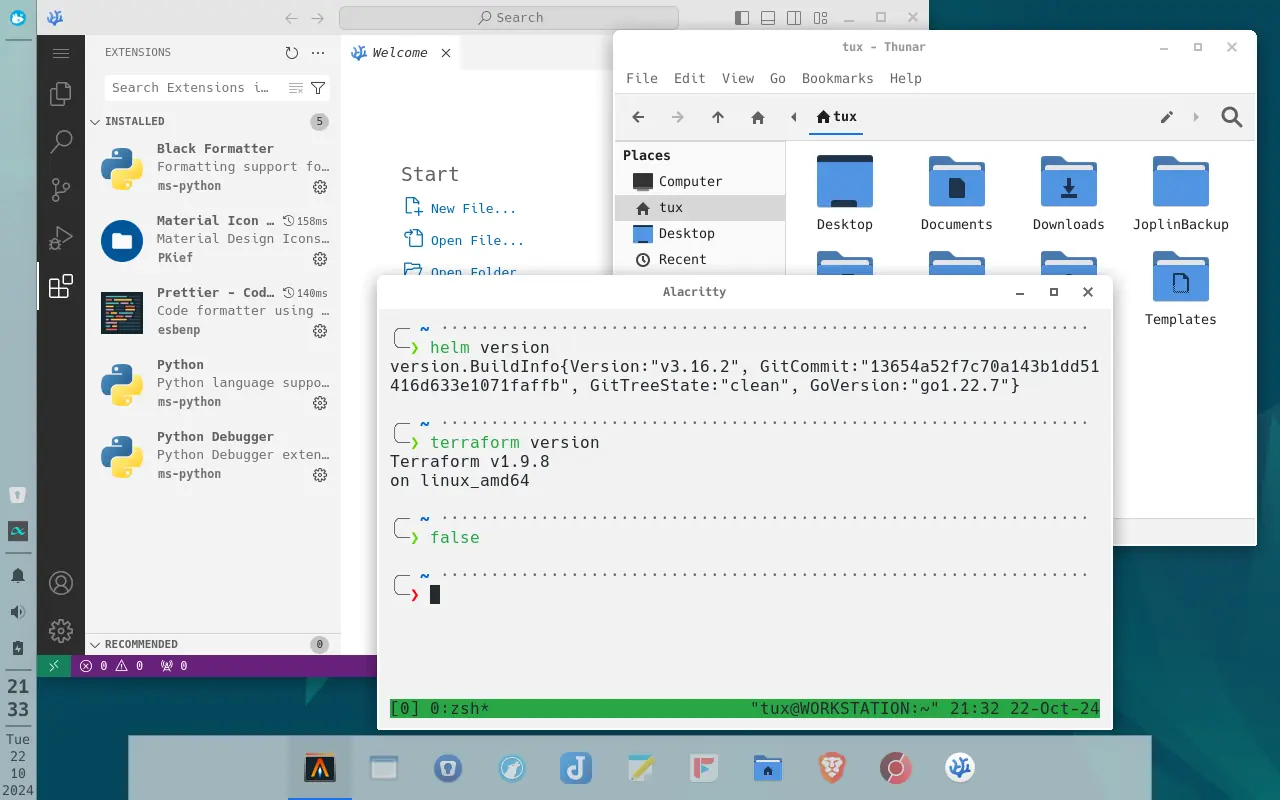 Search
EXTENSIONS
Search Extensions i…
INSTALLED
5
Black Formatter
Formatting support fo…
ms-python
Material Icon …
158ms
Material Design Icons…
PKief
Prettier - Cod…
140ms
Code formatter using …
esbenp
Python
Python language suppo…
ms-python
Python Debugger
Python Debugger exten…
ms-python
RECOMMENDED
0
0 0 0
Welcome
Start
New File...
Open File...
Open Folder
tux - Thunar
File Edit View Go Bookmarks Help
tux
Places
Computer
tux
Desktop
Recent
Desktop
Documents
Downloads
JoplinBackup
Templates
Alacritty
~
❯ helm version
version.BuildInfo{Version:"v3.16.2", GitCommit:"13654a52f7c70a143b1dd51
416d633e1071faffb", GitTreeState:"clean", GoVersion:"go1.22.7"}
~
❯ terraform version
Terraform v1.9.8
on linux_amd64
~
❯ false
~
❯
[0] 0:zsh* "tux@WORKSTATION:~" 21:32 22-Oct-24
21
33
Tue
22
10
2024